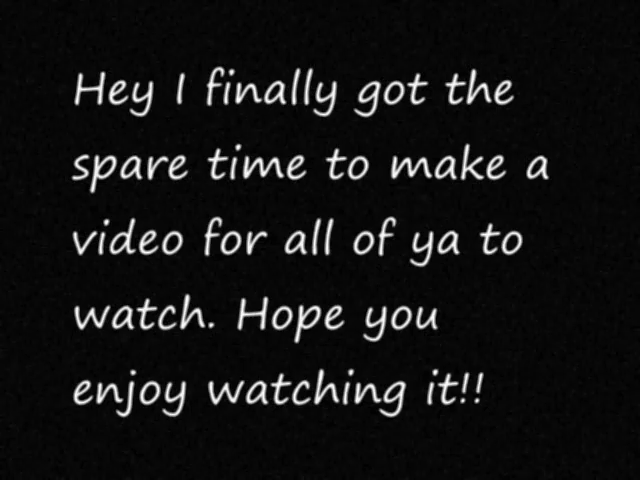 Hey I finally got the
spare time to make a
video for all of ya to
watch. Hope you
enjoy watching it!!